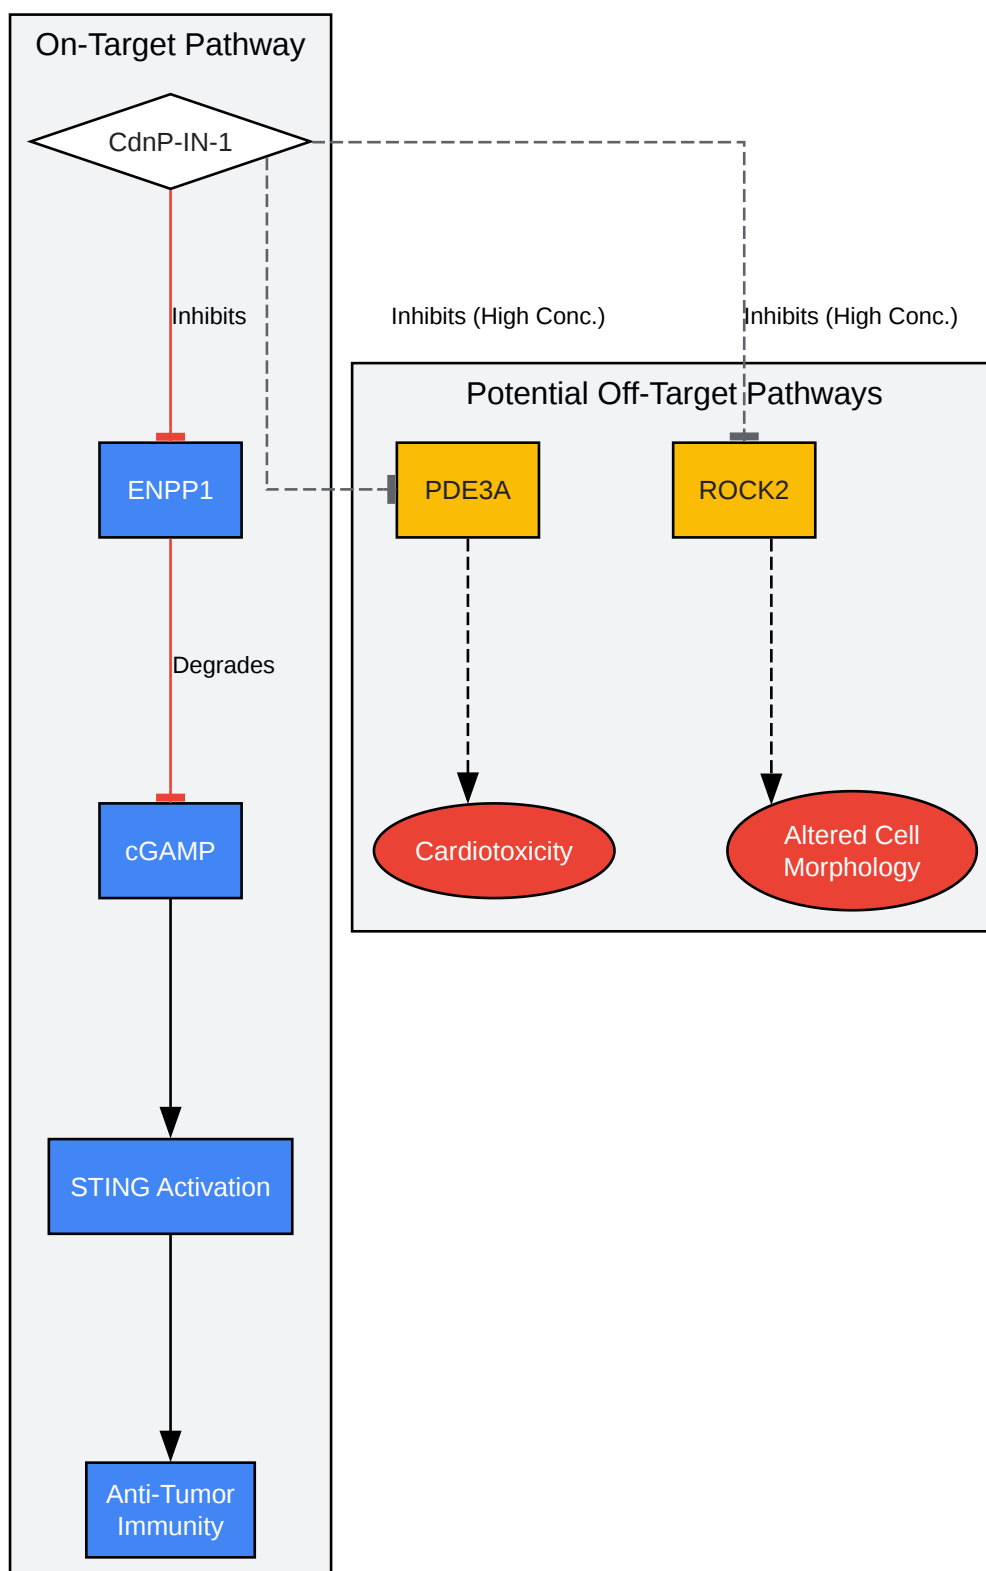 On-Target Pathway
CdnP-IN-1
Inhibits
Inhibits (High Conc.)
Inhibits (High Conc.)
Potential Off-Target Pathways
ENPP1
PDE3A
ROCK2
Degrades
cGAMP
Cardiotoxicity
Altered Cell
Morphology
STING Activation
Anti-Tumor
Immunity